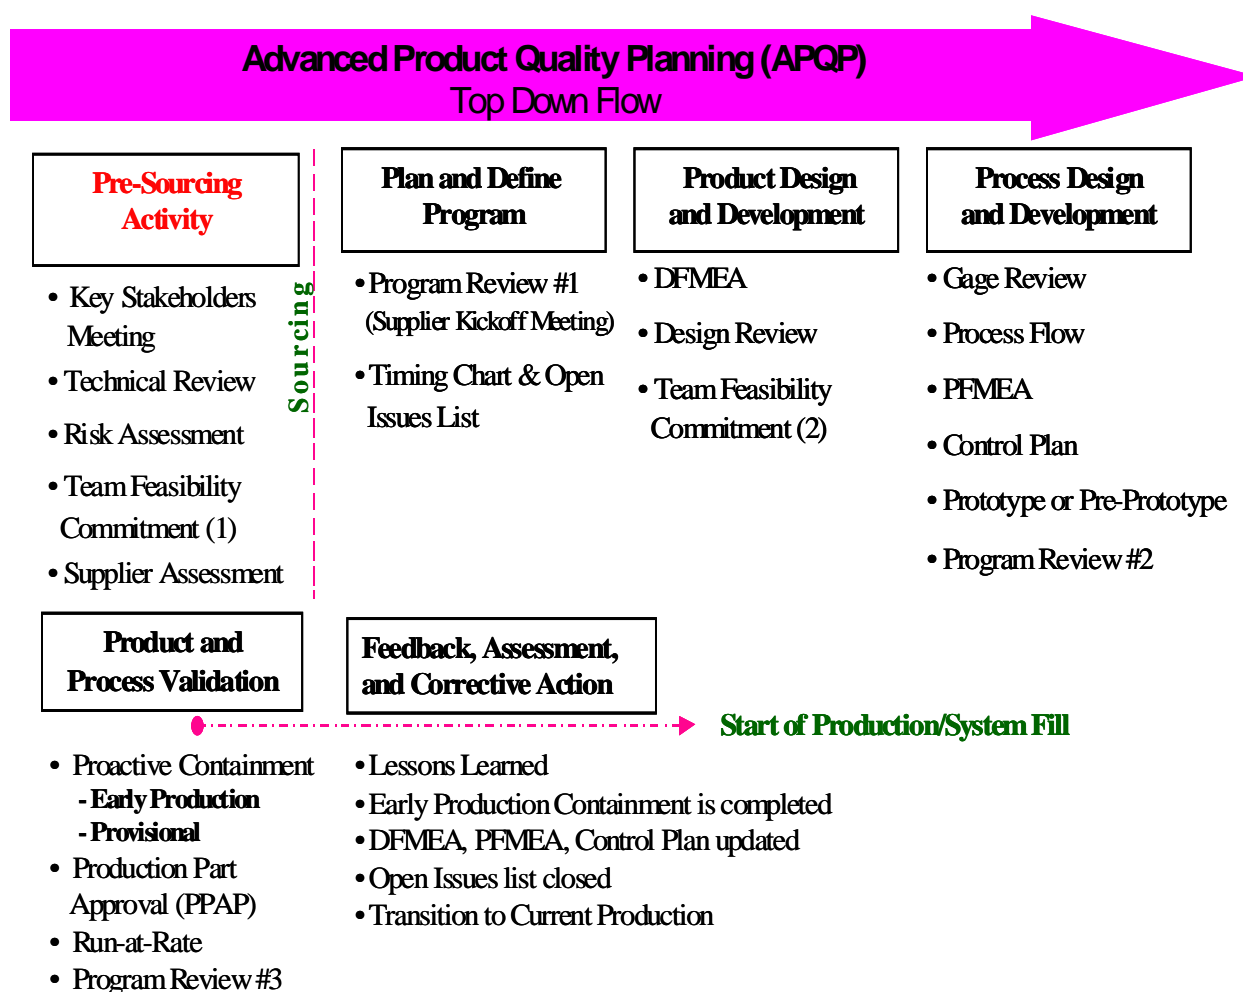 Advanced Product Quality Planning (APQP)
Top Down Flow
Pre-Sourcing
Activity
• Key Stakeholders
Meeting
• Technical Review
• Risk Assessment
• Team Feasibility
Commitment (1)
• Supplier Assessment
Sourcing
Plan and Define
Program
• Program Review #1
(Supplier Kickoff Meeting)
• Timing Chart & Open
Issues List
Product Design
and Development
• DFMEA
• Design Review
• Team Feasibility
Commitment (2)
Process Design
and Development
• Gage Review
• Process Flow
• PFMEA
• Control Plan
• Prototype or Pre-Prototype
• Program Review #2
Product and
Process Validation
• Proactive Containment
- Early Production
- Provisional
• Production Part
Approval (PPAP)
• Run-at-Rate
• Program Review #3
Feedback, Assessment,
and Corrective Action
Start of Production/System Fill
• Lessons Learned
• Early Production Containment is completed
• DFMEA, PFMEA, Control Plan updated
• Open Issues list closed
• Transition to Current Production